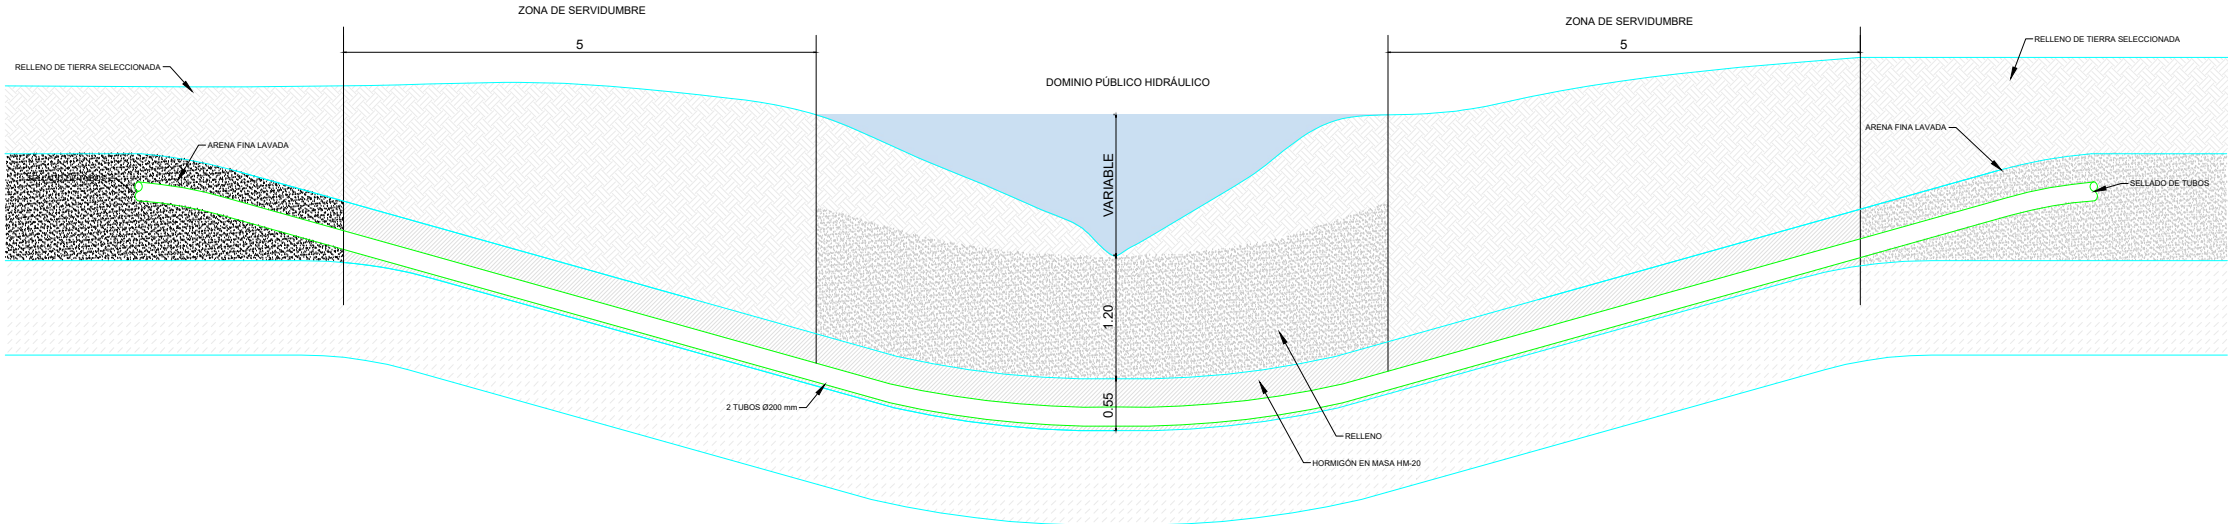 ZONA DE SERVIDUMBRE
ZONA DE SERVIDUMBRE
5
5
RELLENO DE TIERRA SELECCIONADA
RELLENO DE TIERRA SELECCIONADA
DOMINIO PÚBLICO HIDRÁULICO
ARENA FINA LAVADA
ARENA FINA LAVADA
VARIABLE
SELLADO DE TUBOS
1.20
0.55
2 TUBOS Ø200 mm
RELLENO
HORMIGÓN EN MASA HM-20